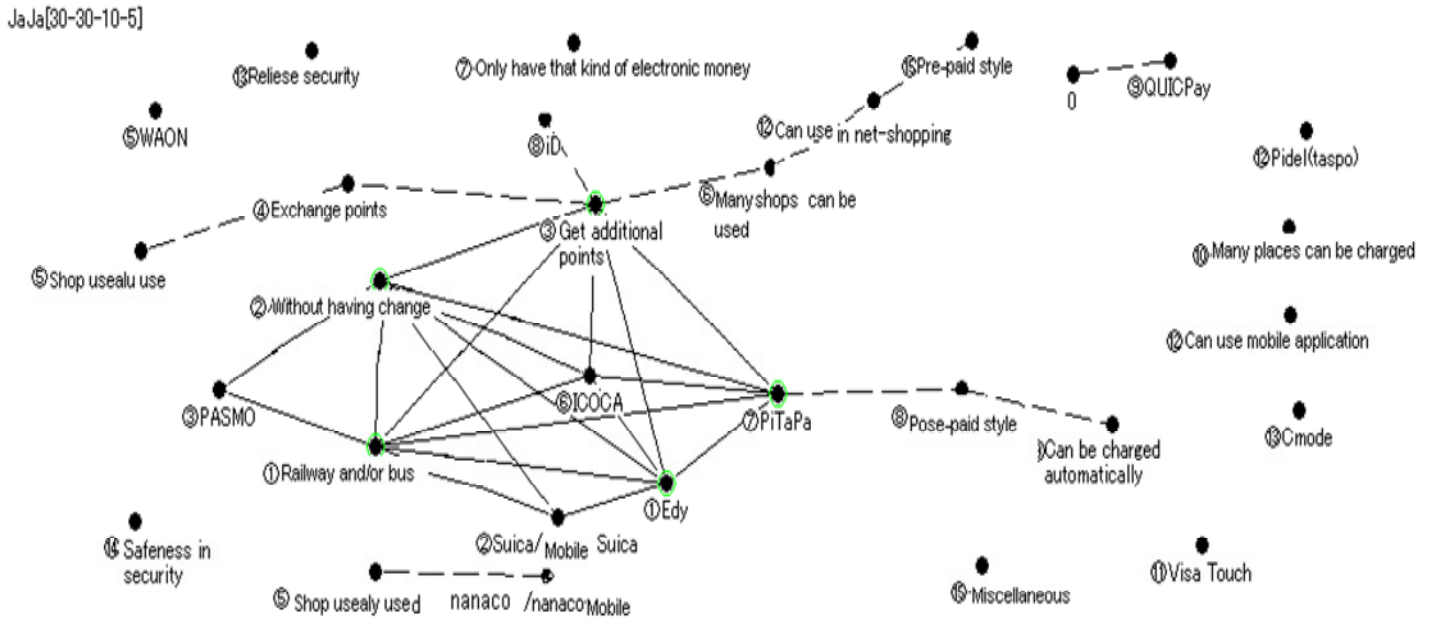 JaJa[30-30-10-5]
⑬Reliese security
⑦Only have that kind of electronic money
⑮Pre-paid style
0
⑨QUICPay
⑤WAON
⑧iD
⑫Can use in net-shopping
⑫Pidel(taspo)
④Exchange points
⑥Many shops can be
used
③Get additional
points
⑤Shop usealu use
⑩Many places can be charged
②Without having change
⑫Can use mobile application
③PASMO
⑥ICOCA
⑦PiTaPa
⑧Pose-paid style
⑬Cmode
①Railway and/or bus
)Can be charged
automatically
①Edy
②Suica/Mobile Suica
⑭Safeness in
security
⑤Shop usealy used
nanaco /nanaco Mobile
⑮Miscellaneous
⑪Visa Touch